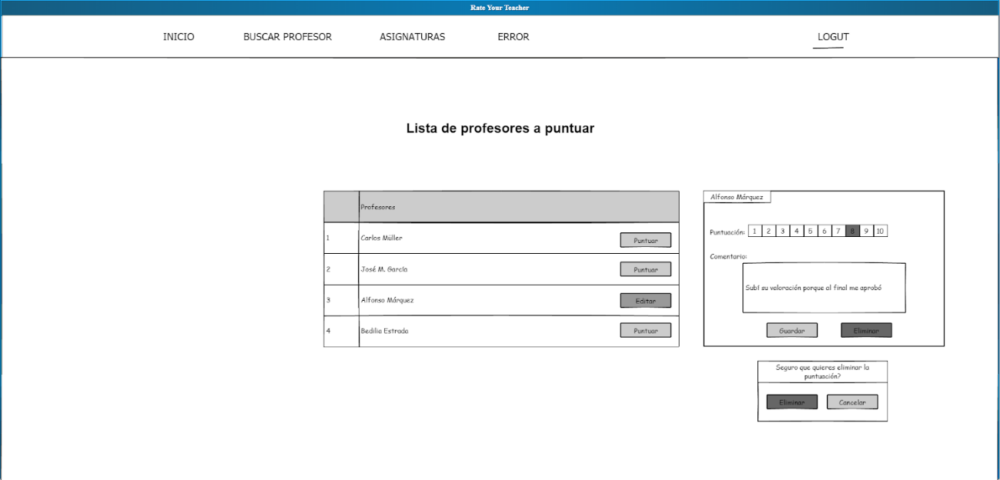 Rate Your Teacher
INICIO BUSCAR PROFESOR ASIGNATURAS ERROR LOGUT
Lista de profesores a puntuar
Profesores
1 Carlos Müller Puntuar
2 José M. García Puntuar
3 Alfonso Márquez Editar
4 Bedilia Estrada Puntuar
Alfonso Márquez
Puntuación: 1 2 3 4 5 6 7 8 9 10
Comentario:
Subí su valoración porque al final me aprobó
Guardar Eliminar
Seguro que quieres eliminar la
puntuación?
Eliminar Cancelar